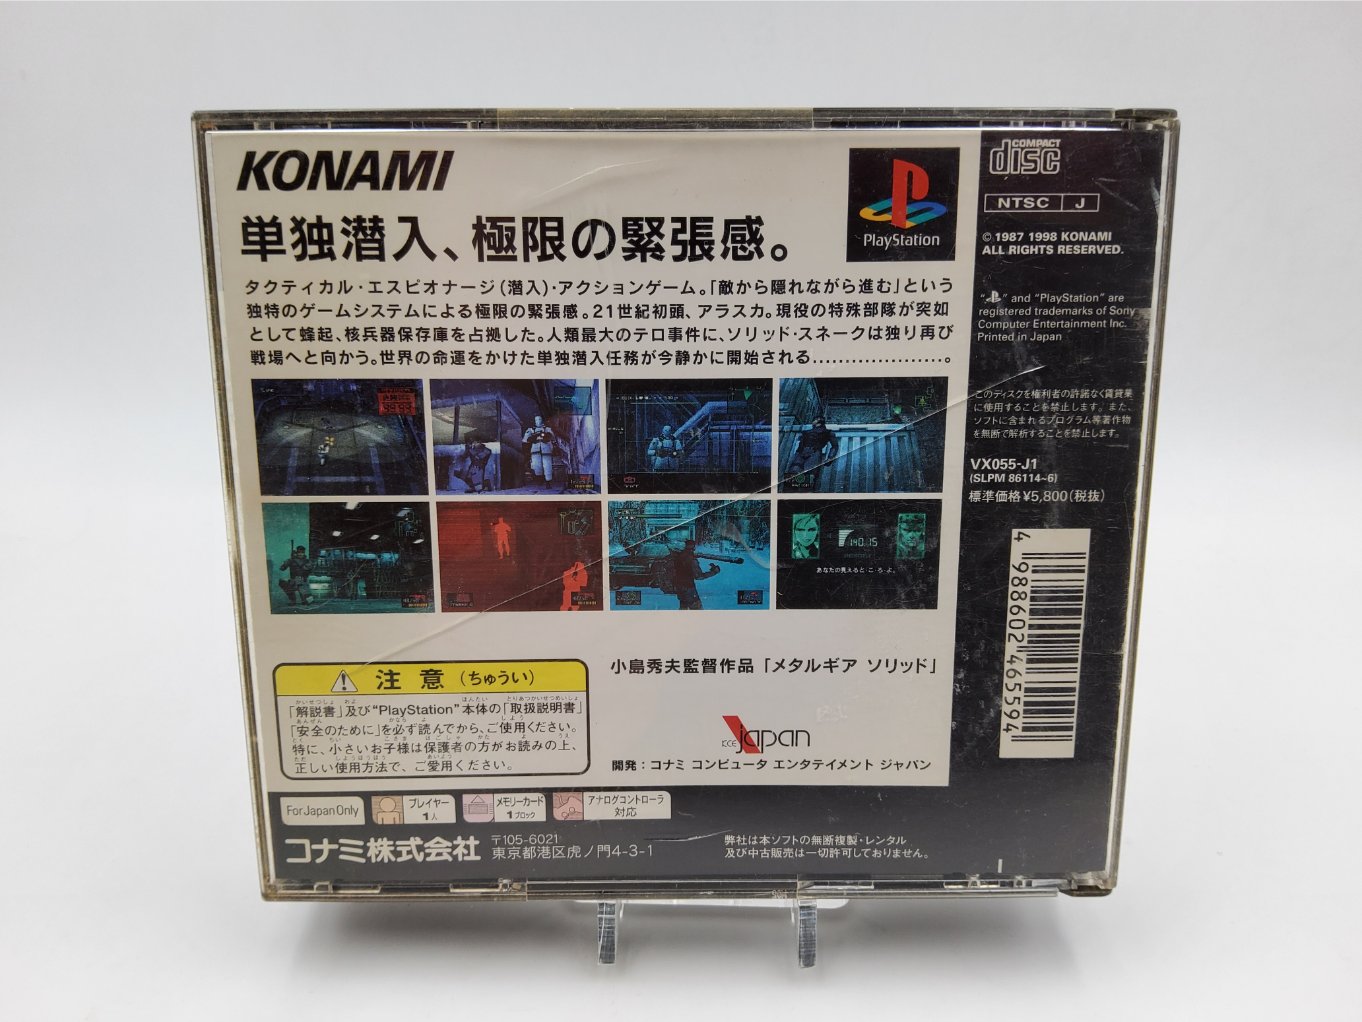 KONAMI
単独潜入、極限の緊張感。
タクティカル・エスピオナージ(潜入)・アクションゲーム。「敵から隠れながら進む」という
独特のゲームシステムによる極限の緊張感。21世紀初頭、アラスカ。現役の特殊部隊が突如
として蜂起、核兵器保存庫を占拠した。人類最大のテロ事件に、ソリッド・スネークは独り再び
戦場へと向かう。世界の命運をかけた単独潜入任務が今静かに開始される....................。
PlayStation
COMPACT
disc
NTSC J
© 1987 1998 KONAMI
ALL RIGHTS RESERVED.
" " and "PlayStation" are
registered trademarks of Sony
Computer Entertainment Inc.
Printed in Japan
このディスクを権利者の許諾なく賃貸業
に使用することを禁止します。また、
ソフトに含まれるプログラム等著作物
を無断で解析することを禁止します。
VX055-J1
(SLPM 86114~6)
標準価格¥5,800(税抜)
4 988602 465594
140.15
あなたの見えるところよ。
小島秀夫監督作品「メタルギア ソリッド」
KCE japan
開発:コナミ コンピュータ エンタテイメント ジャパン
注意(ちゅうい)
「解説書」及び"PlayStation"本体の「取扱説明書」
「安全のために」を必ず読んでから、ご使用ください。
特に、小さいお子様は保護者の方がお読みの上、
正しい使用方法で、ご愛用ください。
For Japan Only
プレイヤー
1人
メモリーカード
1ブロック
アナログコントローラ
対応
コナミ株式会社
〒105-6021
東京都港区虎ノ門4-3-1
弊社は本ソフトの無断複製・レンタル
及び中古販売は一切許可しておりません。